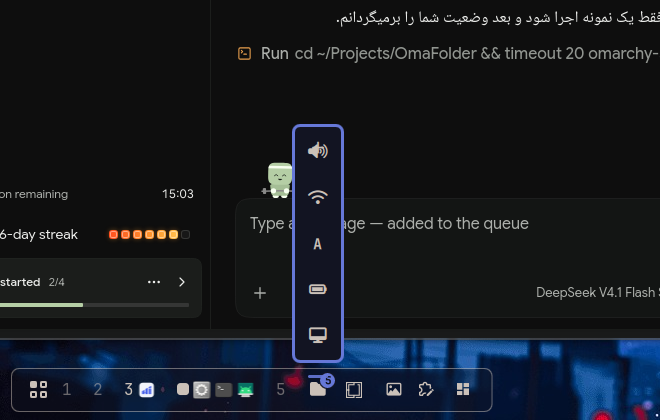 فقط یک نمونه اجرا شود و بعد وضعیت شما را برمیگردانم.
Run cd ~/Projects/OmaFolder && timeout 20 omarchy-
on remaining 15:03
6-day streak
Type a age — added to the queue
started 2/4
DeepSeek V4.1 Flash
A
1 2 3 5 5